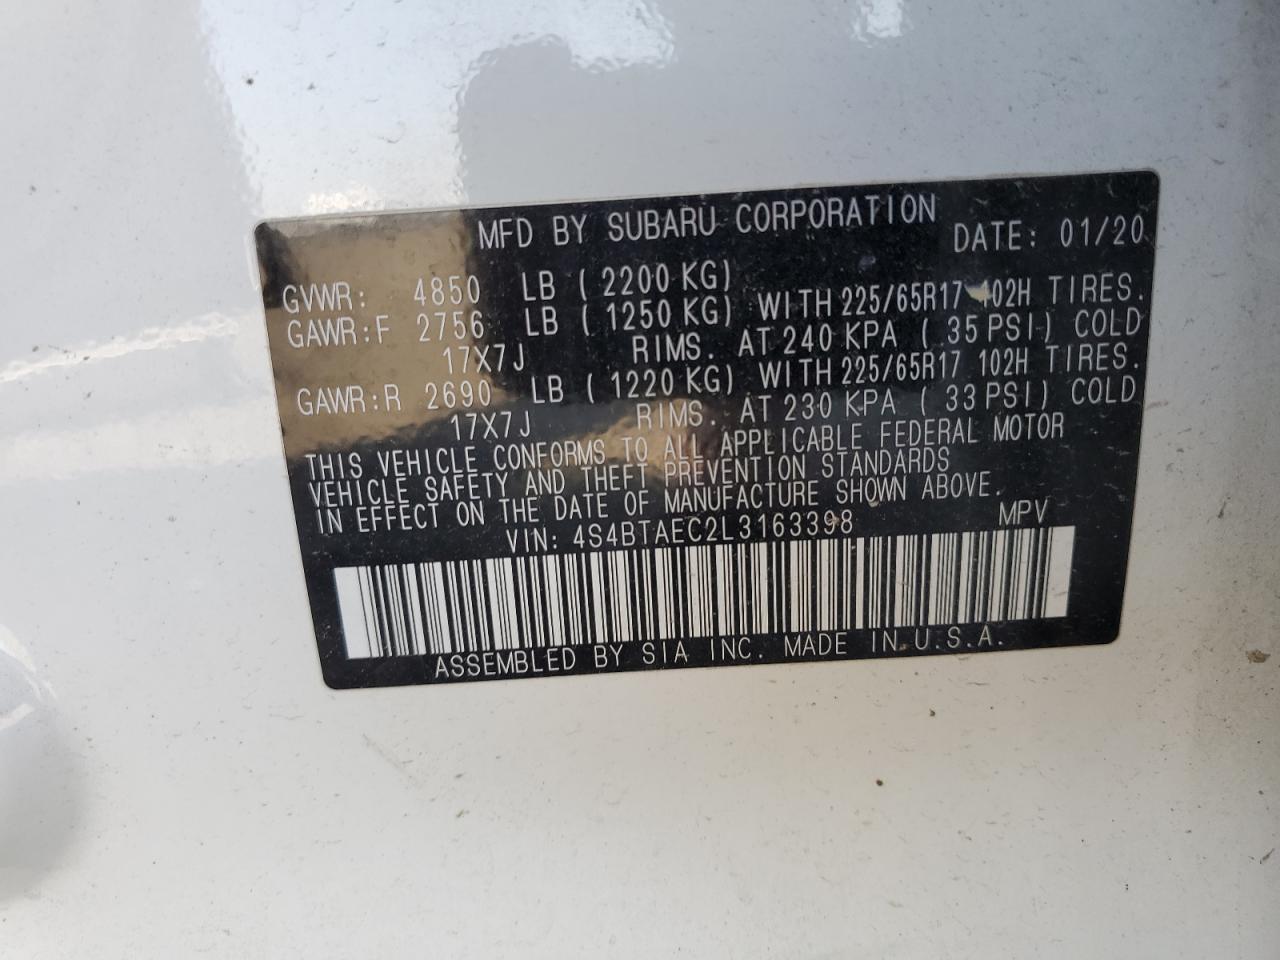 MFD BY SUBARU CORPORATION DATE: 01/20
GVWR: 4850 LB ( 2200 KG)
GAWR:F 2756 LB ( 1250 KG) WITH 225/65R17 102H TIRES.
17X7J RIMS. AT 240 KPA ( 35 PSI) COLD
GAWR:R 2690 LB ( 1220 KG) WITH 225/65R17 102H TIRES.
17X7J RIMS. AT 230 KPA ( 33 PSI) COLD
THIS VEHICLE CONFORMS TO ALL APPLICABLE FEDERAL MOTOR
VEHICLE SAFETY AND THEFT PREVENTION STANDARDS
IN EFFECT ON THE DATE OF MANUFACTURE SHOWN ABOVE.
VIN: 4S4BTAEC2L3163398 MPV
ASSEMBLED BY SIA INC. MADE IN U.S.A.